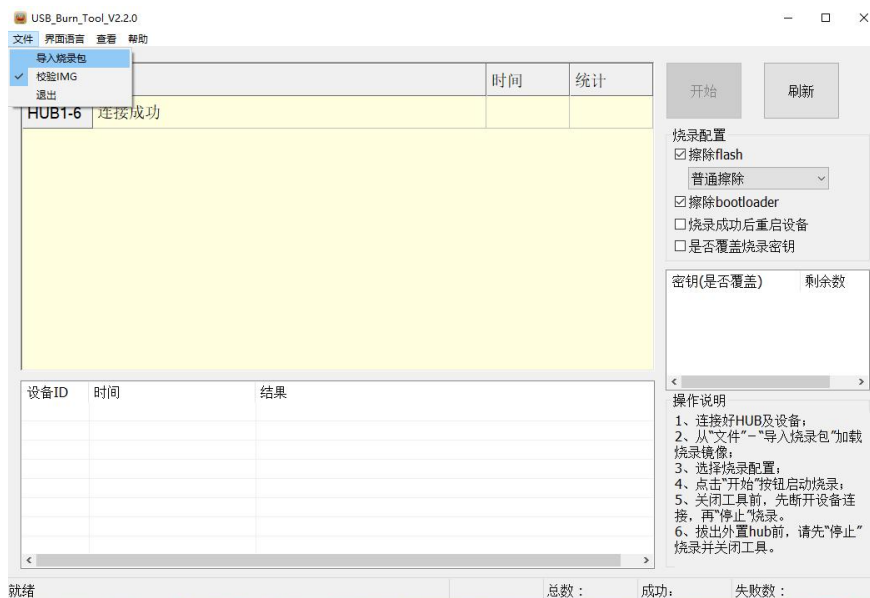 USB_Burn_Tool_V2.2.0
文件 界面语言 查看 帮助
导入烧录包
校验IMG
退出
时间 统计
HUB1-6 连接成功
开始 刷新
烧录配置
擦除flash
普通擦除
擦除bootloader
烧录成功后重启设备
是否覆盖烧录密钥
密钥(是否覆盖) 剩余数
设备ID 时间 结果
操作说明
1、连接好HUB及设备;
2、从"文件"-"导入烧录包"加载
烧录镜像;
3、选择烧录配置;
4、点击"开始"按钮启动烧录;
5、关闭工具前，先断开设备连
接，再"停止"烧录。
6、拔出外置hub前，请先"停止"
烧录并关闭工具。
就绪 总数： 成功: 失败数：